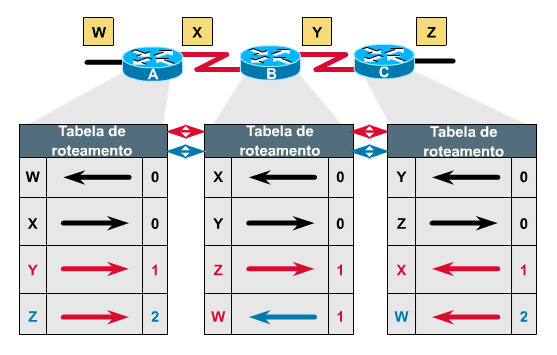 W X Y Z
A B C
Tabela de roteamento
W 0
X 0
Y 1
Z 2
Tabela de roteamento
X 0
Y 0
Z 1
W 1
Tabela de roteamento
Y 0
Z 0
X 1
W 2